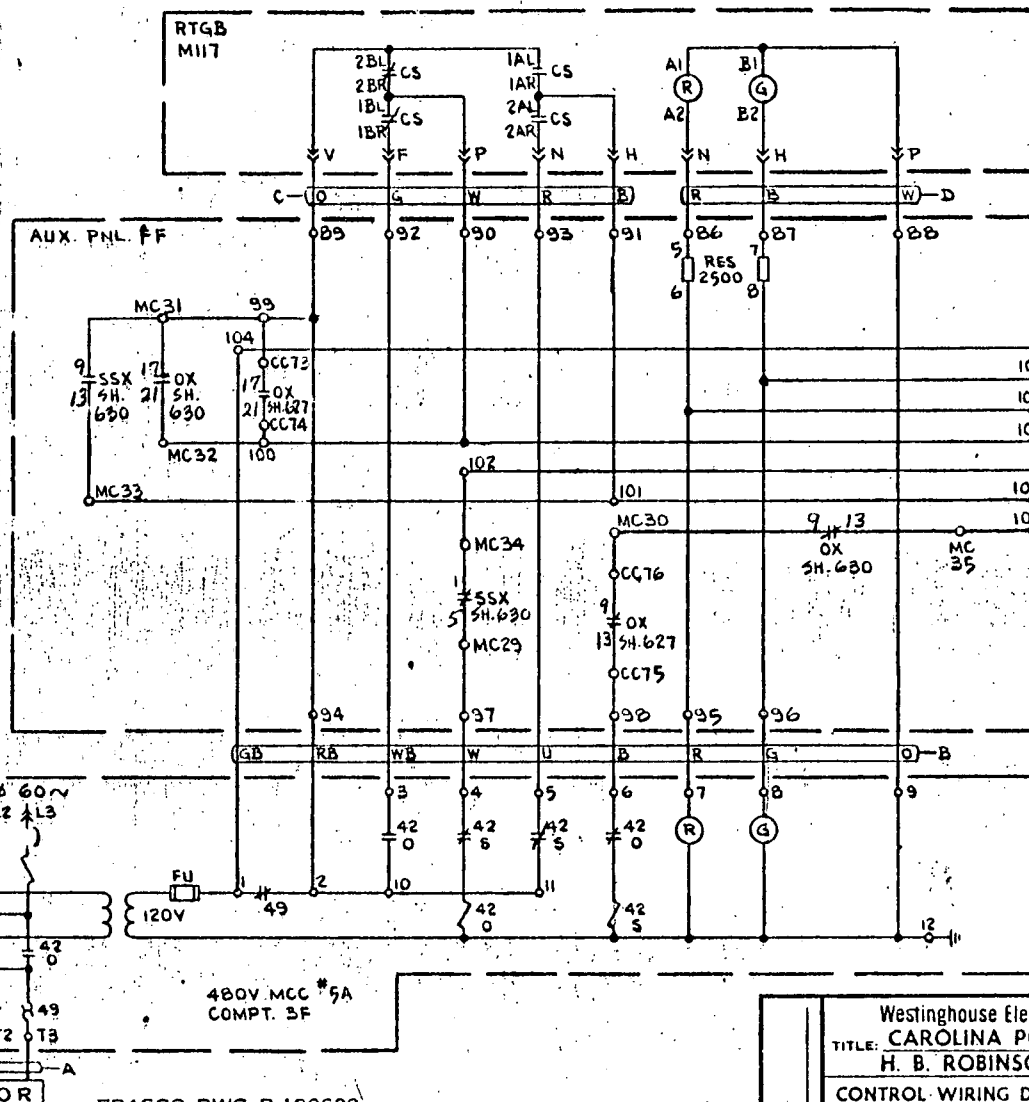 RTGB
M117
2BL CS
2BR
1BL CS
1BR
1AL CS
1AR
2AL CS
2AR
A1 R A2
B1 G B2
V F P N H N H P
C O G W R B R B W D
AUX. PNL. FF
89 92 90 93 91 86 87 88
5 RES 7
6 2500 8
MC31 99
104
CC73
9 SSX 17 OX 17 OX
13 SH. 21 SH. 21 SH.627
630 630 CC74
MC32 100
102
MC33 101
MC30 9 13
MC34 OX MC
SH.630 35
CC76
1 SSX 9 OX
5 SH.630 13 SH.627
MC29 CC75
94 97 98 95 96
GB RB WB W U B R G O B
60~ 3 4 5 6 7 8 9
L3
42 42 42 42 R G
O S S O
FU
1 49 2 10 11
120V 42 42
O S 12
42
O
480V MCC #5A
COMPT. 3F
49
T3
A
OR
Westinghouse Ele
TITLE: CAROLINA PO
H. B. ROBINSO
CONTROL WIRING D